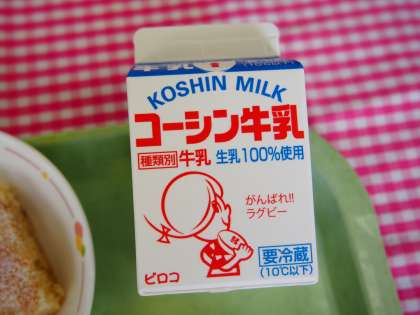 牛乳
KOSHIN MILK
コーシン牛乳
種類別 牛乳 生乳100%使用
がんばれ!!
ラグビー
ピロコ
要冷蔵
(10℃以下)